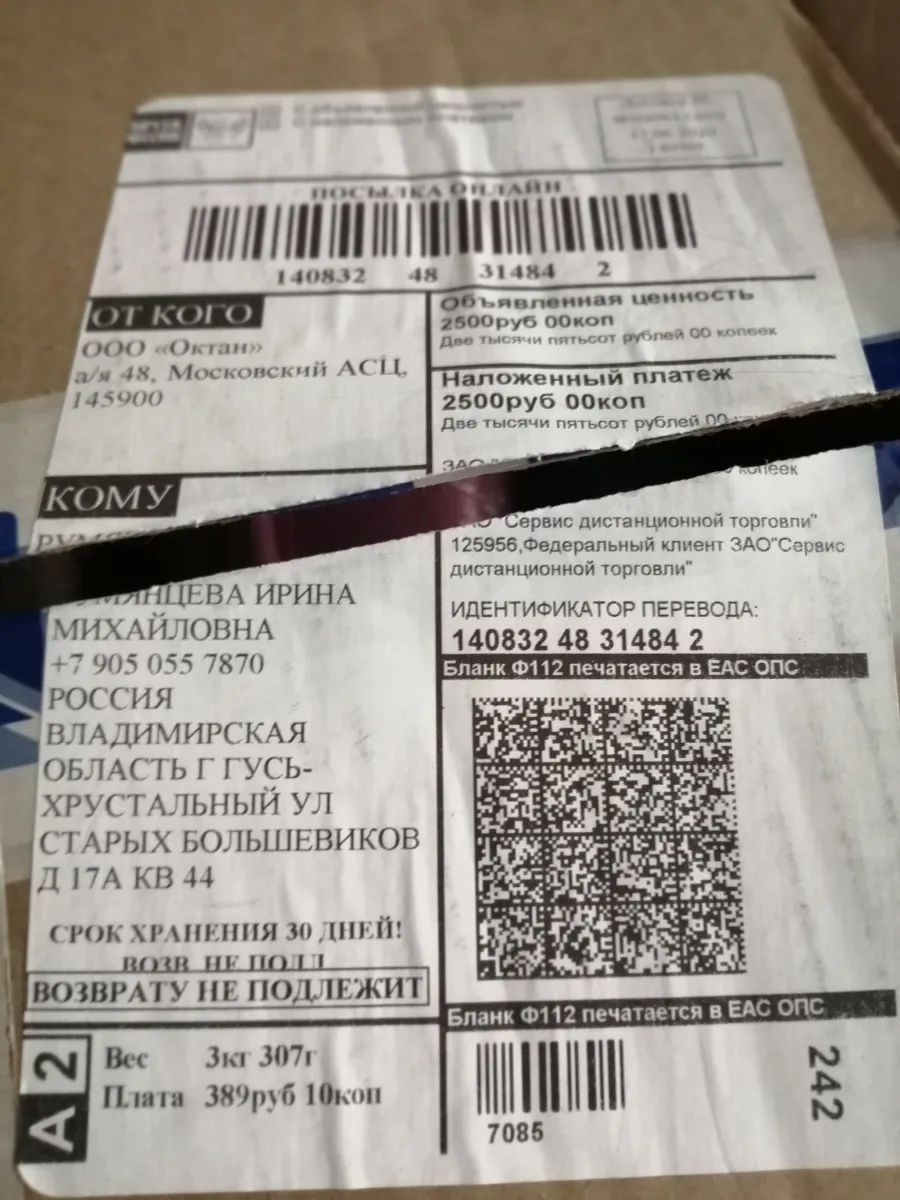 ПОСЫЛКА ОНЛАЙН
140832 48 31484 2
ОТ КОГО
ООО «Октан»
а/я 48, Московский АСЦ,
145900
Объявленная ценность
2500руб 00коп
Две тысячи пятьсот рублей 00 копеек
Наложенный платеж
2500руб 00коп
Две тысячи пятьсот рублей 00
ЗАО
копеек
"Сервис дистанционной торговли"
125956,Федеральный клиент ЗАО"Сервис
дистанционной торговли"
ИДЕНТИФИКАТОР ПЕРЕВОДА:
140832 48 31484 2
Бланк Ф112 печатается в ЕАС ОПС
КОМУ
РУМЯНЦЕВА ИРИНА
МИХАЙЛОВНА
+7 905 055 7870
РОССИЯ
ВЛАДИМИРСКАЯ
ОБЛАСТЬ Г ГУСЬ-
ХРУСТАЛЬНЫЙ УЛ
СТАРЫХ БОЛЬШЕВИКОВ
Д 17А КВ 44
СРОК ХРАНЕНИЯ 30 ДНЕЙ!
ВОЗВРАТУ НЕ ПОДЛЕЖИТ
Бланк Ф112 печатается в ЕАС ОПС
A2
Вес 3кг 307г
Плата 389руб 10коп
7085
242